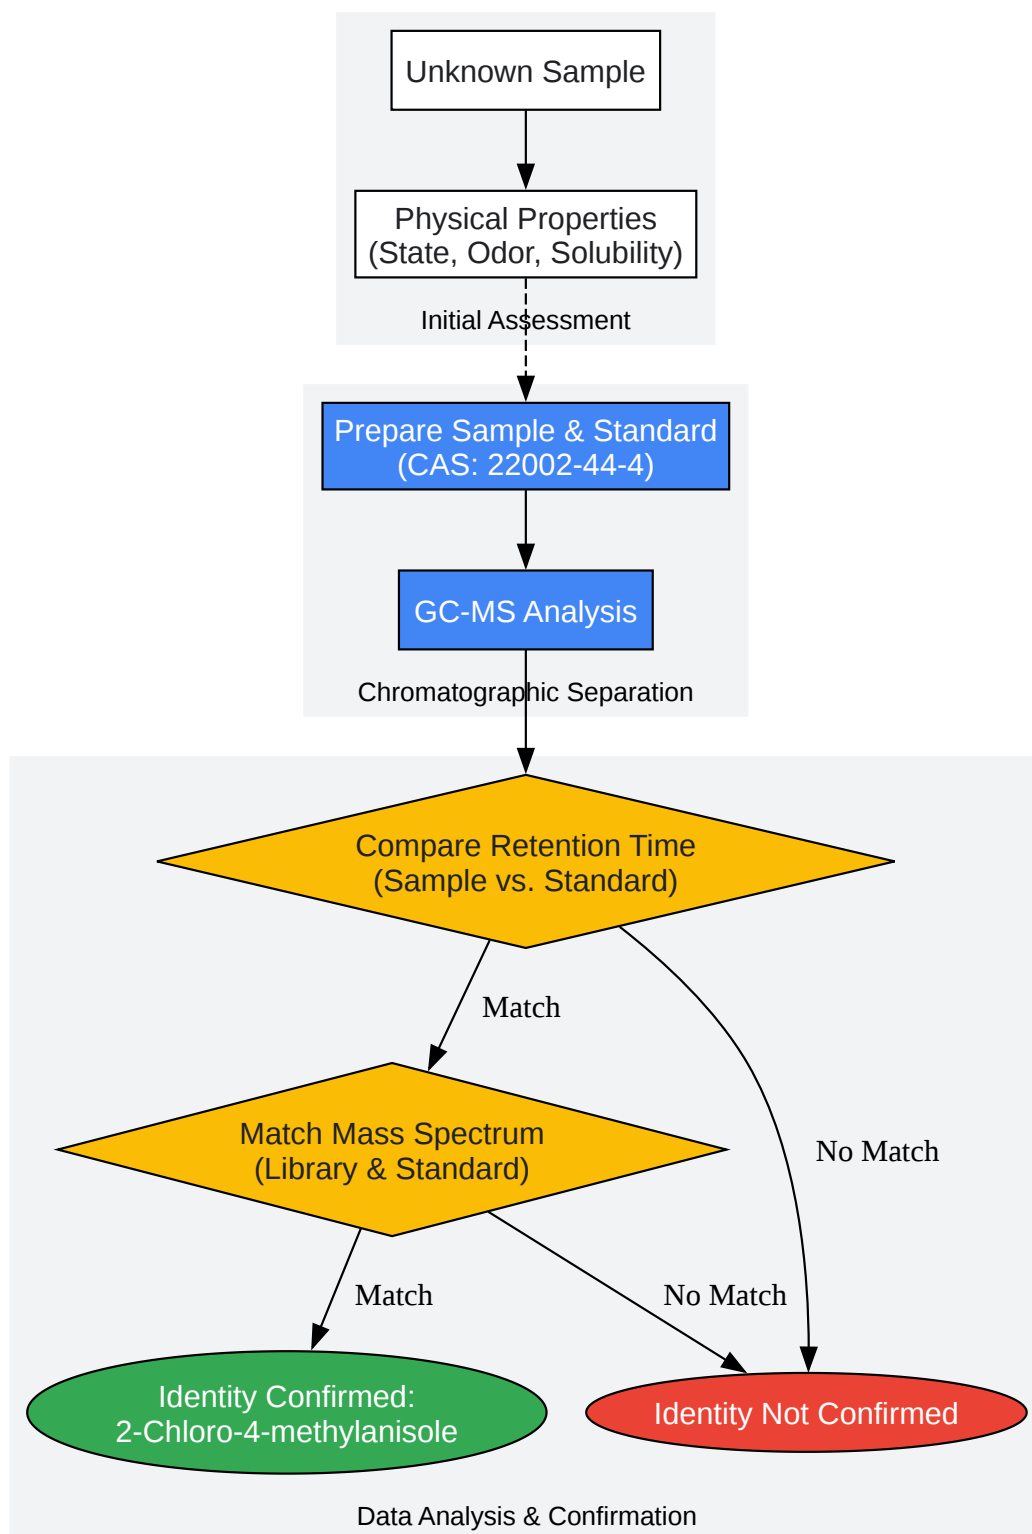 Unknown Sample
Physical Properties
(State, Odor, Solubility)
Initial Assessment
Prepare Sample & Standard
(CAS: 22002-44-4)
GC-MS Analysis
Chromatographic Separation
Compare Retention Time
(Sample vs. Standard)
Match
No Match
Match Mass Spectrum
(Library & Standard)
Match
No Match
Identity Confirmed:
2-Chloro-4-methylanisole
Identity Not Confirmed
Data Analysis & Confirmation